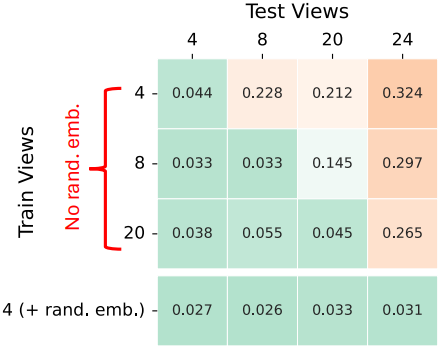 Test Views
4 8 20 24
Train Views
No rand. emb.
4 0.044 0.228 0.212 0.324
8 0.033 0.033 0.145 0.297
20 0.038 0.055 0.045 0.265
4 (+ rand. emb.) 0.027 0.026 0.033 0.031